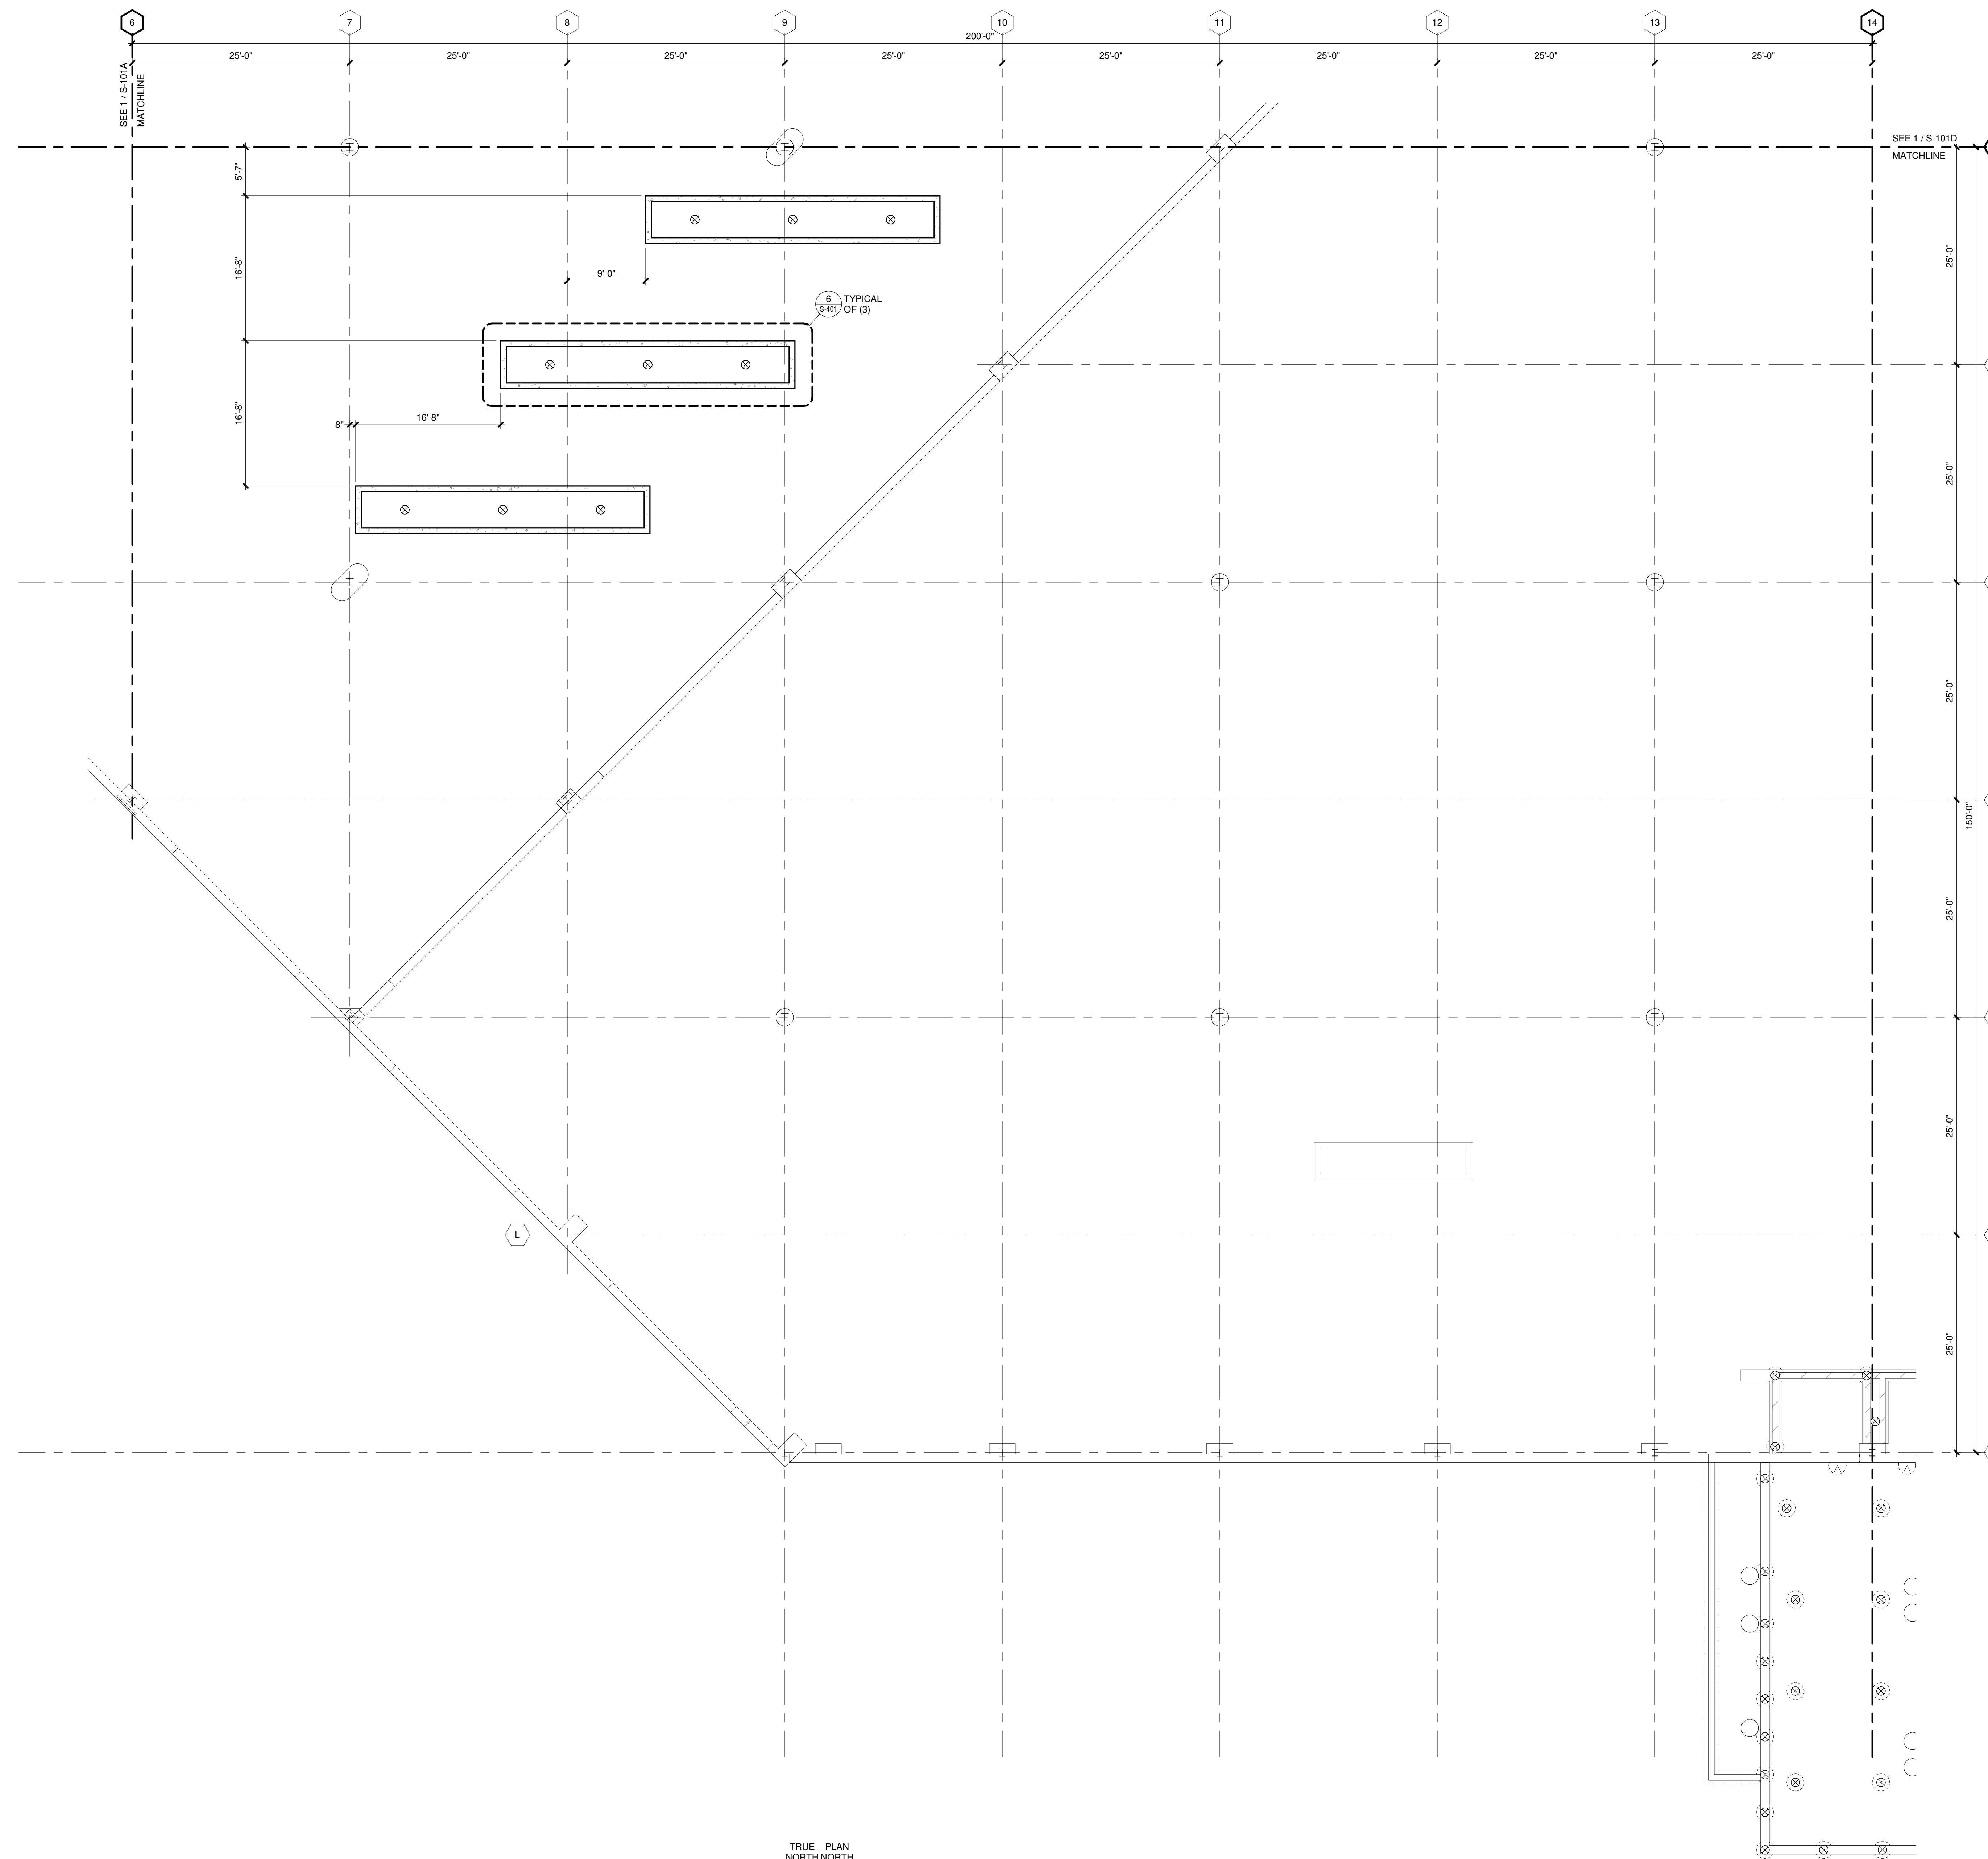 6
7
8
9
10
11
12
13
14
200'-0"
25'-0"
25'-0"
25'-0"
25'-0"
25'-0"
25'-0"
25'-0"
25'-0"
SEE 1 / S-101A
MATCHLINE
SEE 1 / S-101D
MATCHLINE
5'-7"
16'-8"
9'-0"
6
S-401
TYPICAL
OF (3)
16'-8"
8"
16'-8"
25'-0"
25'-0"
25'-0"
150'-0"
25'-0"
25'-0"
25'-0"
L
TRUE
NORTH
PLAN
NORTH